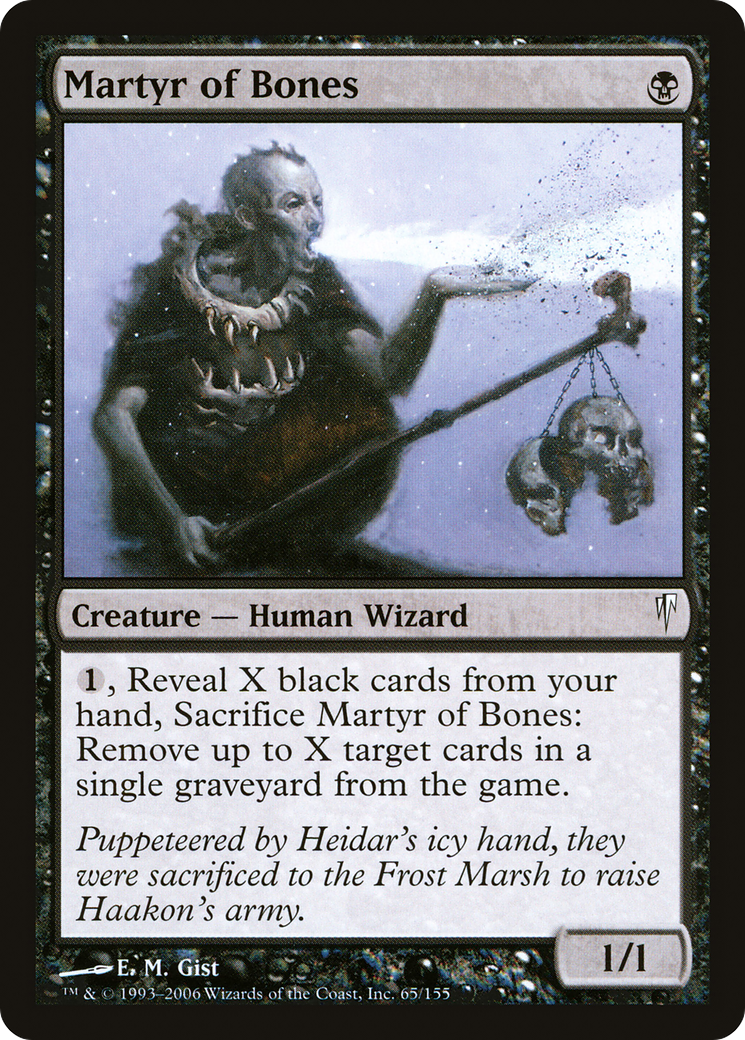 Martyr of Bones
Creature — Human Wizard
1, Reveal X black cards from your
hand, Sacrifice Martyr of Bones:
Remove up to X target cards in a
single graveyard from the game.
Puppeteered by Heidar's icy hand, they
were sacrificed to the Frost Marsh to raise
Haakon's army.
1/1
E. M. Gist
™ & © 1993–2006 Wizards of the Coast, Inc. 65/155